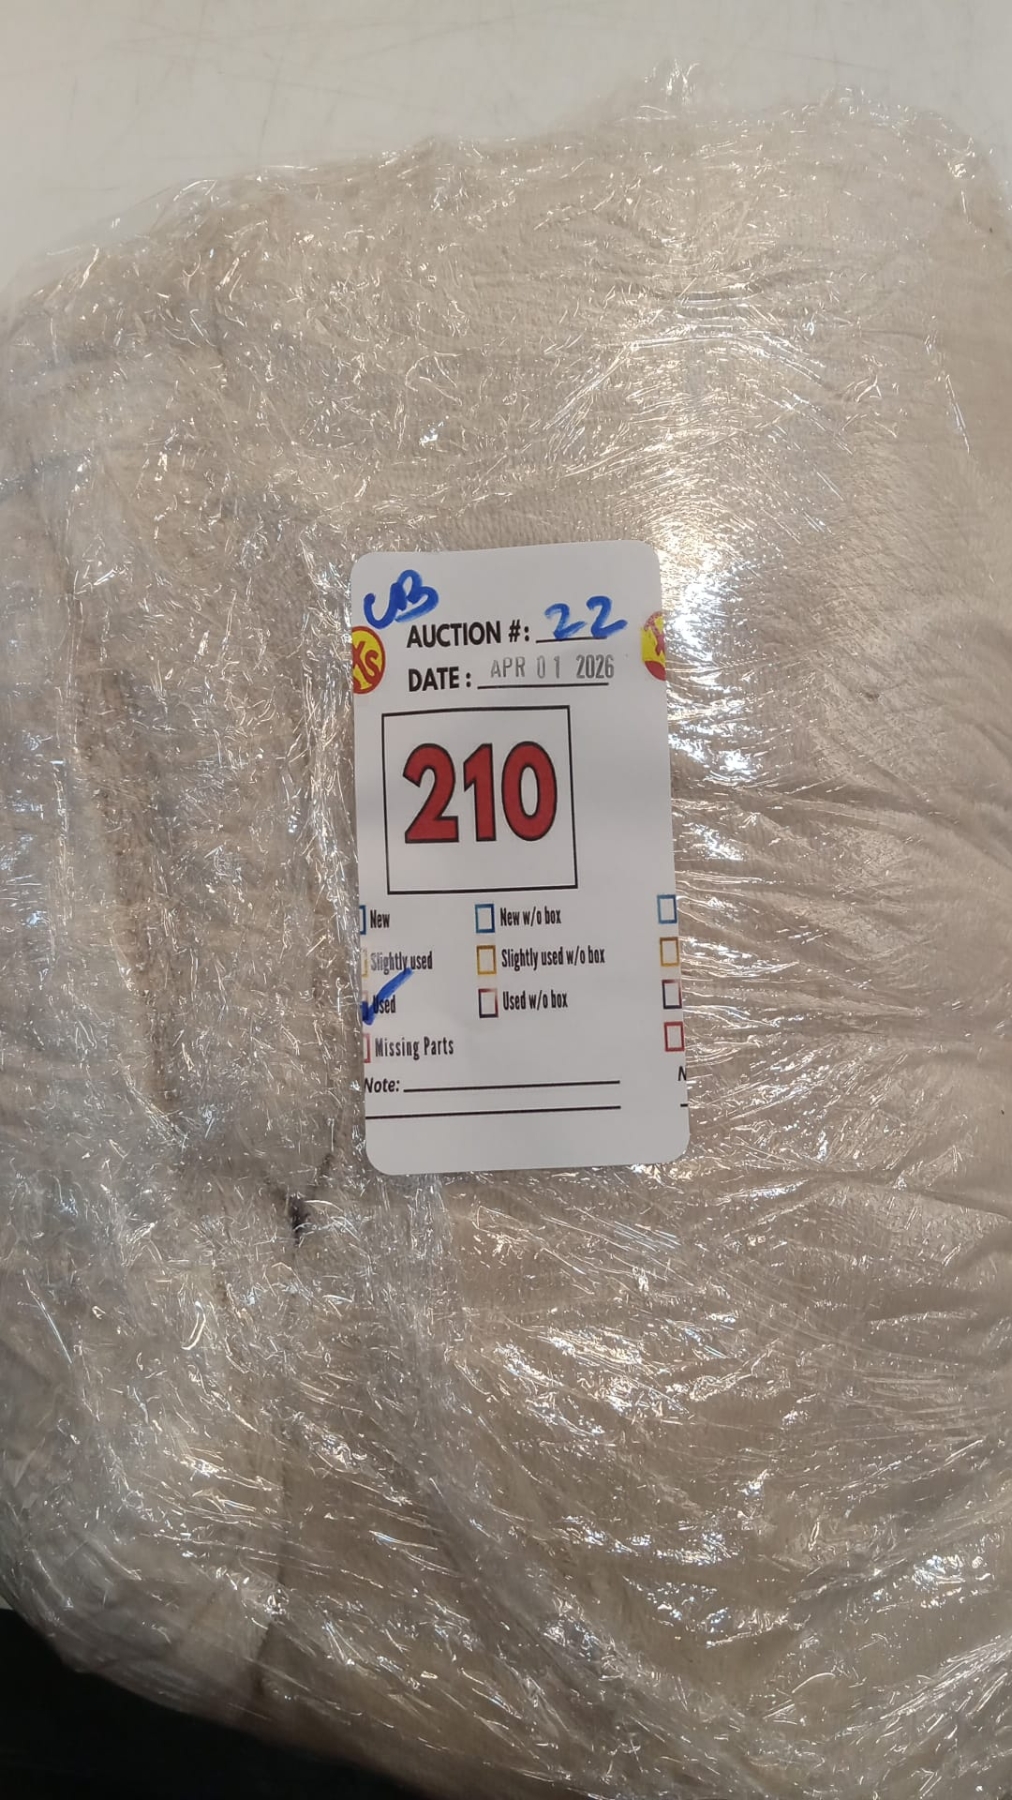 UB
AUCTION #: 22
DATE: APR 01 2026
Xs
210
New
New w/o box
Slightly used
Slightly used w/o box
Used
Used w/o box
Missing Parts
Note:
N